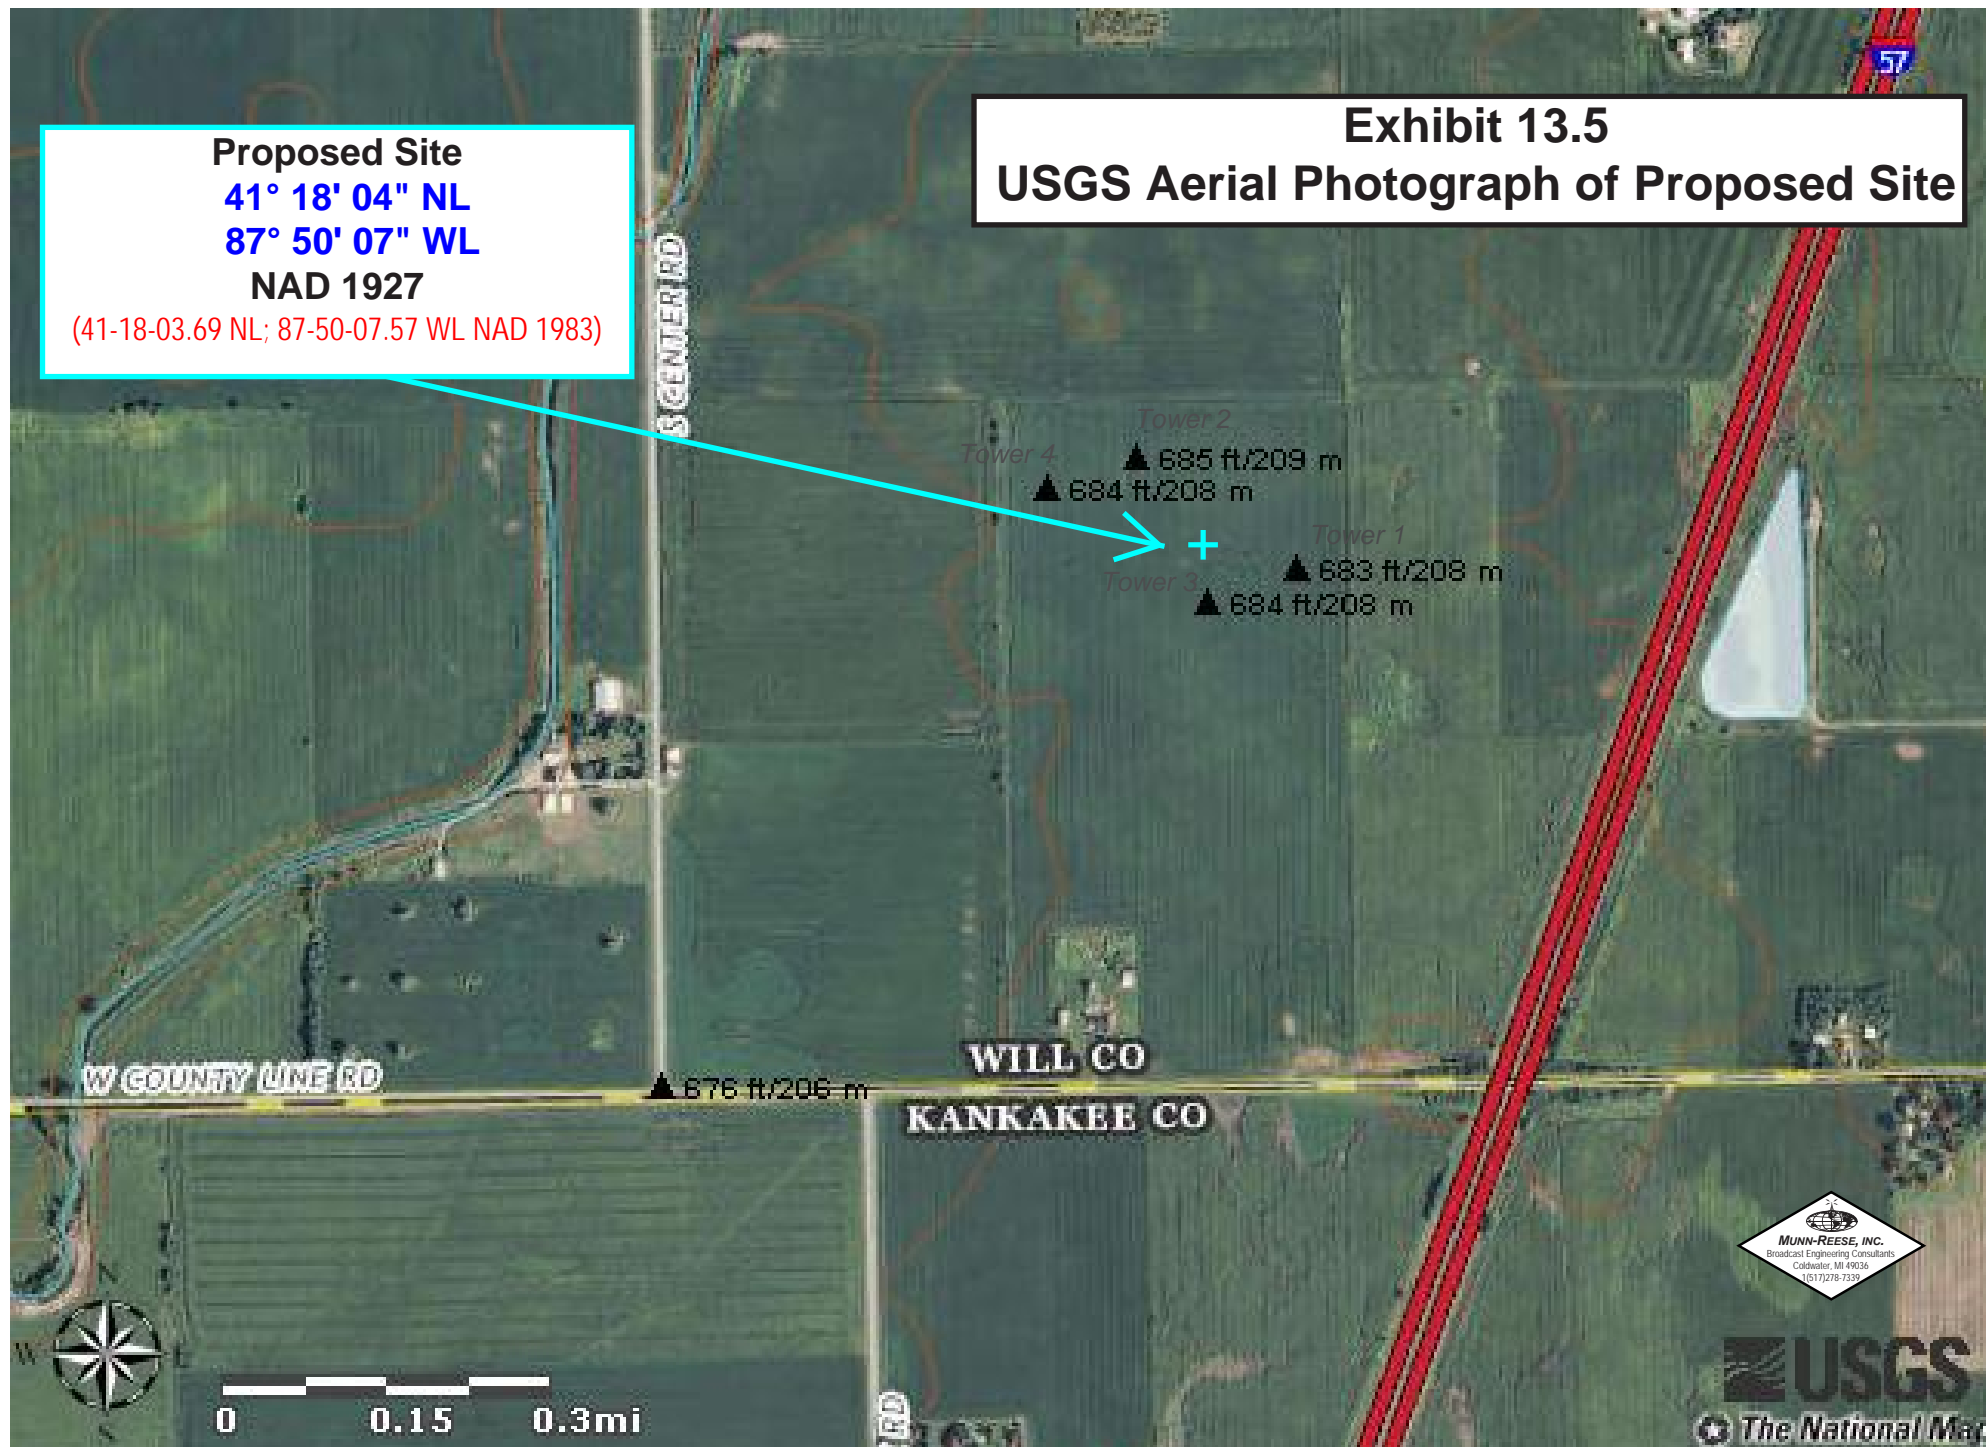 57
Exhibit 13.5
USGS Aerial Photograph of Proposed Site
Proposed Site
41° 18' 04" NL
87° 50' 07" WL
NAD 1927
(41-18-03.69 NL; 87-50-07.57 WL NAD 1983)
S CENTER RD
Tower 2
685 ft/209 m
Tower 4
684 ft/208 m
Tower 1
683 ft/208 m
Tower 3
684 ft/208 m
WILL CO
W COUNTY LINE RD
676 ft/206 m
KANKAKEE CO
MUNN-REESE, INC.
Broadcast Engineering Consultants
Coldwater, MI 49036
1(517)278-7339
W
USGS
0 0.15 0.3mi
RD
The National Map